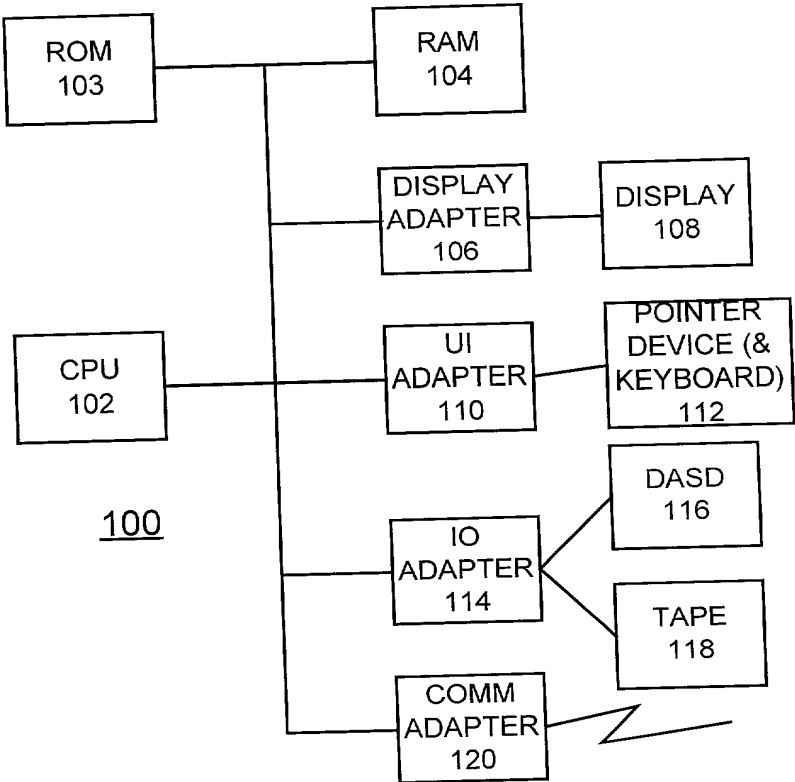 ROM
103
RAM
104
DISPLAY
ADAPTER
106
DISPLAY
108
CPU
102
UI
ADAPTER
110
POINTER
DEVICE (&
KEYBOARD)
112
100
IO
ADAPTER
114
DASD
116
TAPE
118
COMM
ADAPTER
120